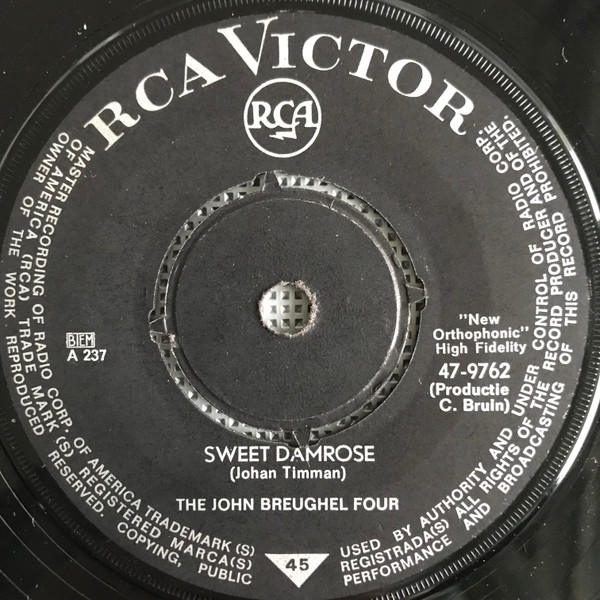 RCA VICTOR
RCA
BIEM
A 237
"New
Orthophonic"
High Fidelity
47-9762
(Productie
C. Bruin)
SWEET DAMROSE
(Johan Timman)
THE JOHN BREUGHEL FOUR
45
MASTER RECORDING OF RADIO CORP. OF AMERICA TRADEMARK (S)
OF AMERICA (RCA) TRADE MARK (S) REGISTERED MARCA(S)
OWNER OF THE WORK REPRODUCED RESERVED. COPYING, PUBLIC
USED BY AUTHORITY AND UNDER CONTROL OF RADIO CORP.
REGISTRADA(S) ALL RIGHTS OF THE RECORD PRODUCER AND OF THE
PERFORMANCE AND BROADCASTING OF THIS RECORD PROHIBITED.